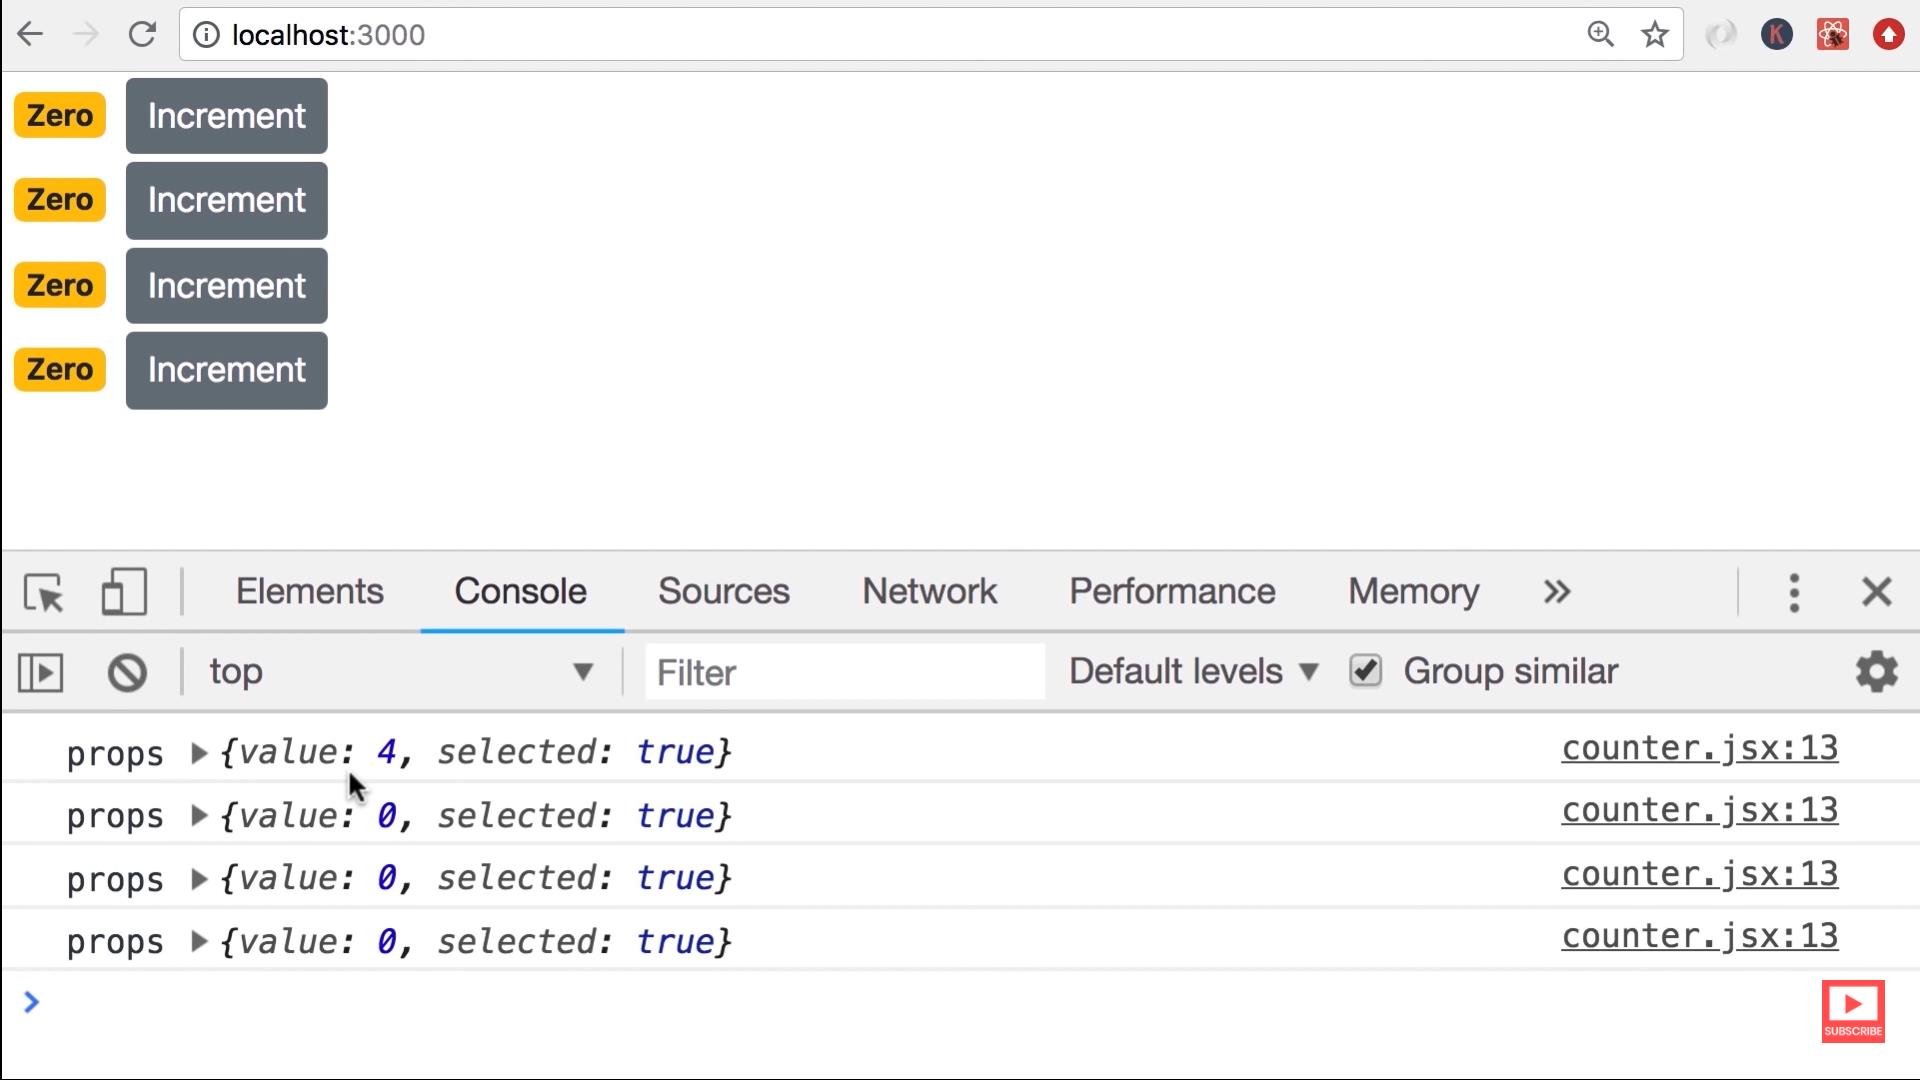 localhost:3000
K
Zero Increment
Zero Increment
Zero Increment
Zero Increment
Elements Console Sources Network Performance Memory
top Filter Default levels Group similar
props {value: 4, selected: true} counter.jsx:13
props {value: 0, selected: true} counter.jsx:13
props {value: 0, selected: true} counter.jsx:13
props {value: 0, selected: true} counter.jsx:13
SUBSCRIBE